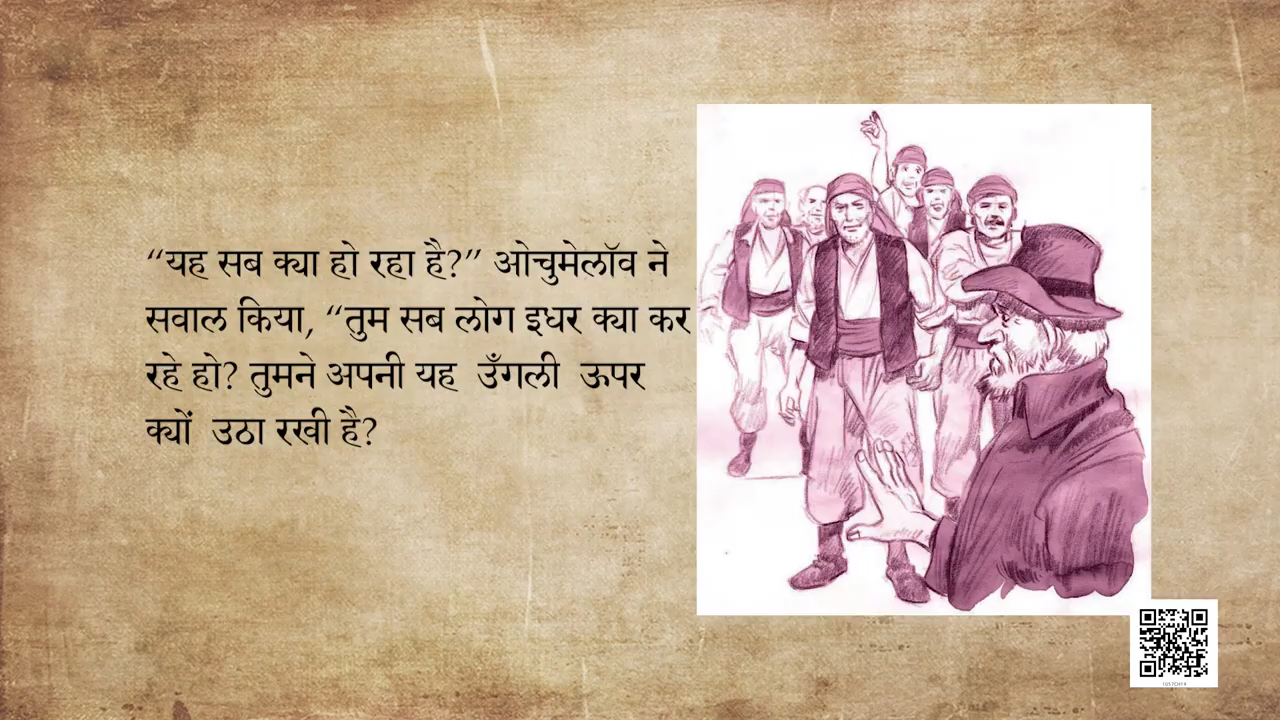 “यह सब क्या हो रहा है?” ओचुमेलॉव ने
सवाल किया, “तुम सब लोग इधर क्या कर
रहे हो? तुमने अपनी यह उँगली ऊपर
क्यों उठा रखी है?